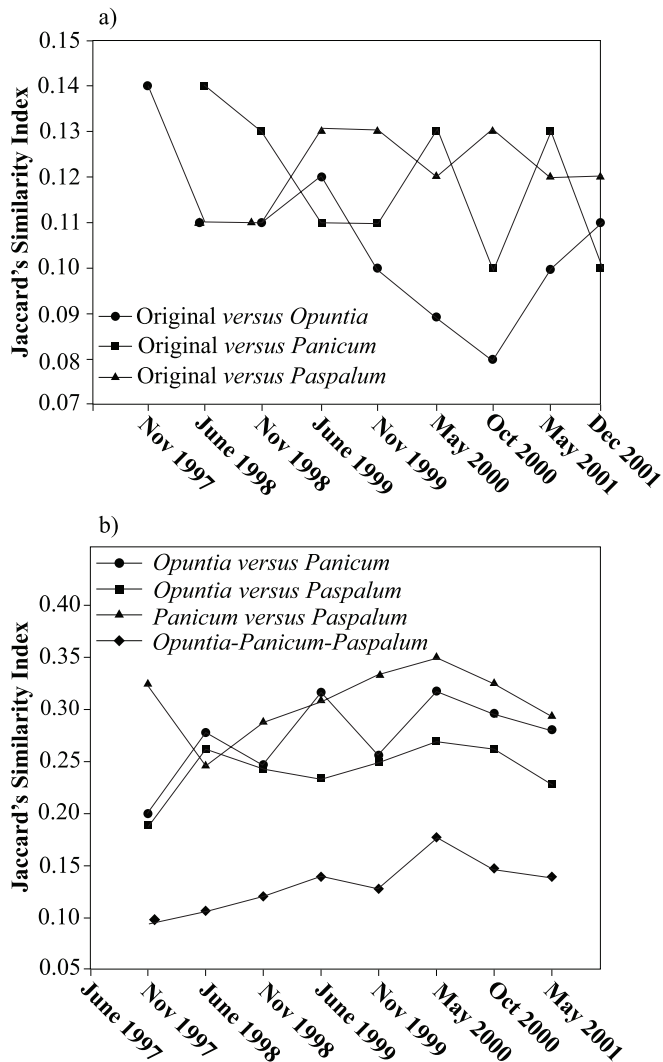 a)
Jaccard's Similarity Index
0.15
0.14
0.13
0.12
0.11
0.10
0.09
0.08
0.07
Original versus Opuntia
Original versus Panicum
Original versus Paspalum
Nov 1997
June 1998
Nov 1998
June 1999
Nov 1999
May 2000
Oct 2000
May 2001
Dec 2001
b)
Jaccard's Similarity Index
Opuntia versus Panicum
Opuntia versus Paspalum
Panicum versus Paspalum
Opuntia-Panicum-Paspalum
0.40
0.35
0.30
0.25
0.20
0.15
0.10
0.05
June 1997
Nov 1997
June 1998
Nov 1998
June 1999
Nov 1999
May 2000
Oct 2000
May 2001